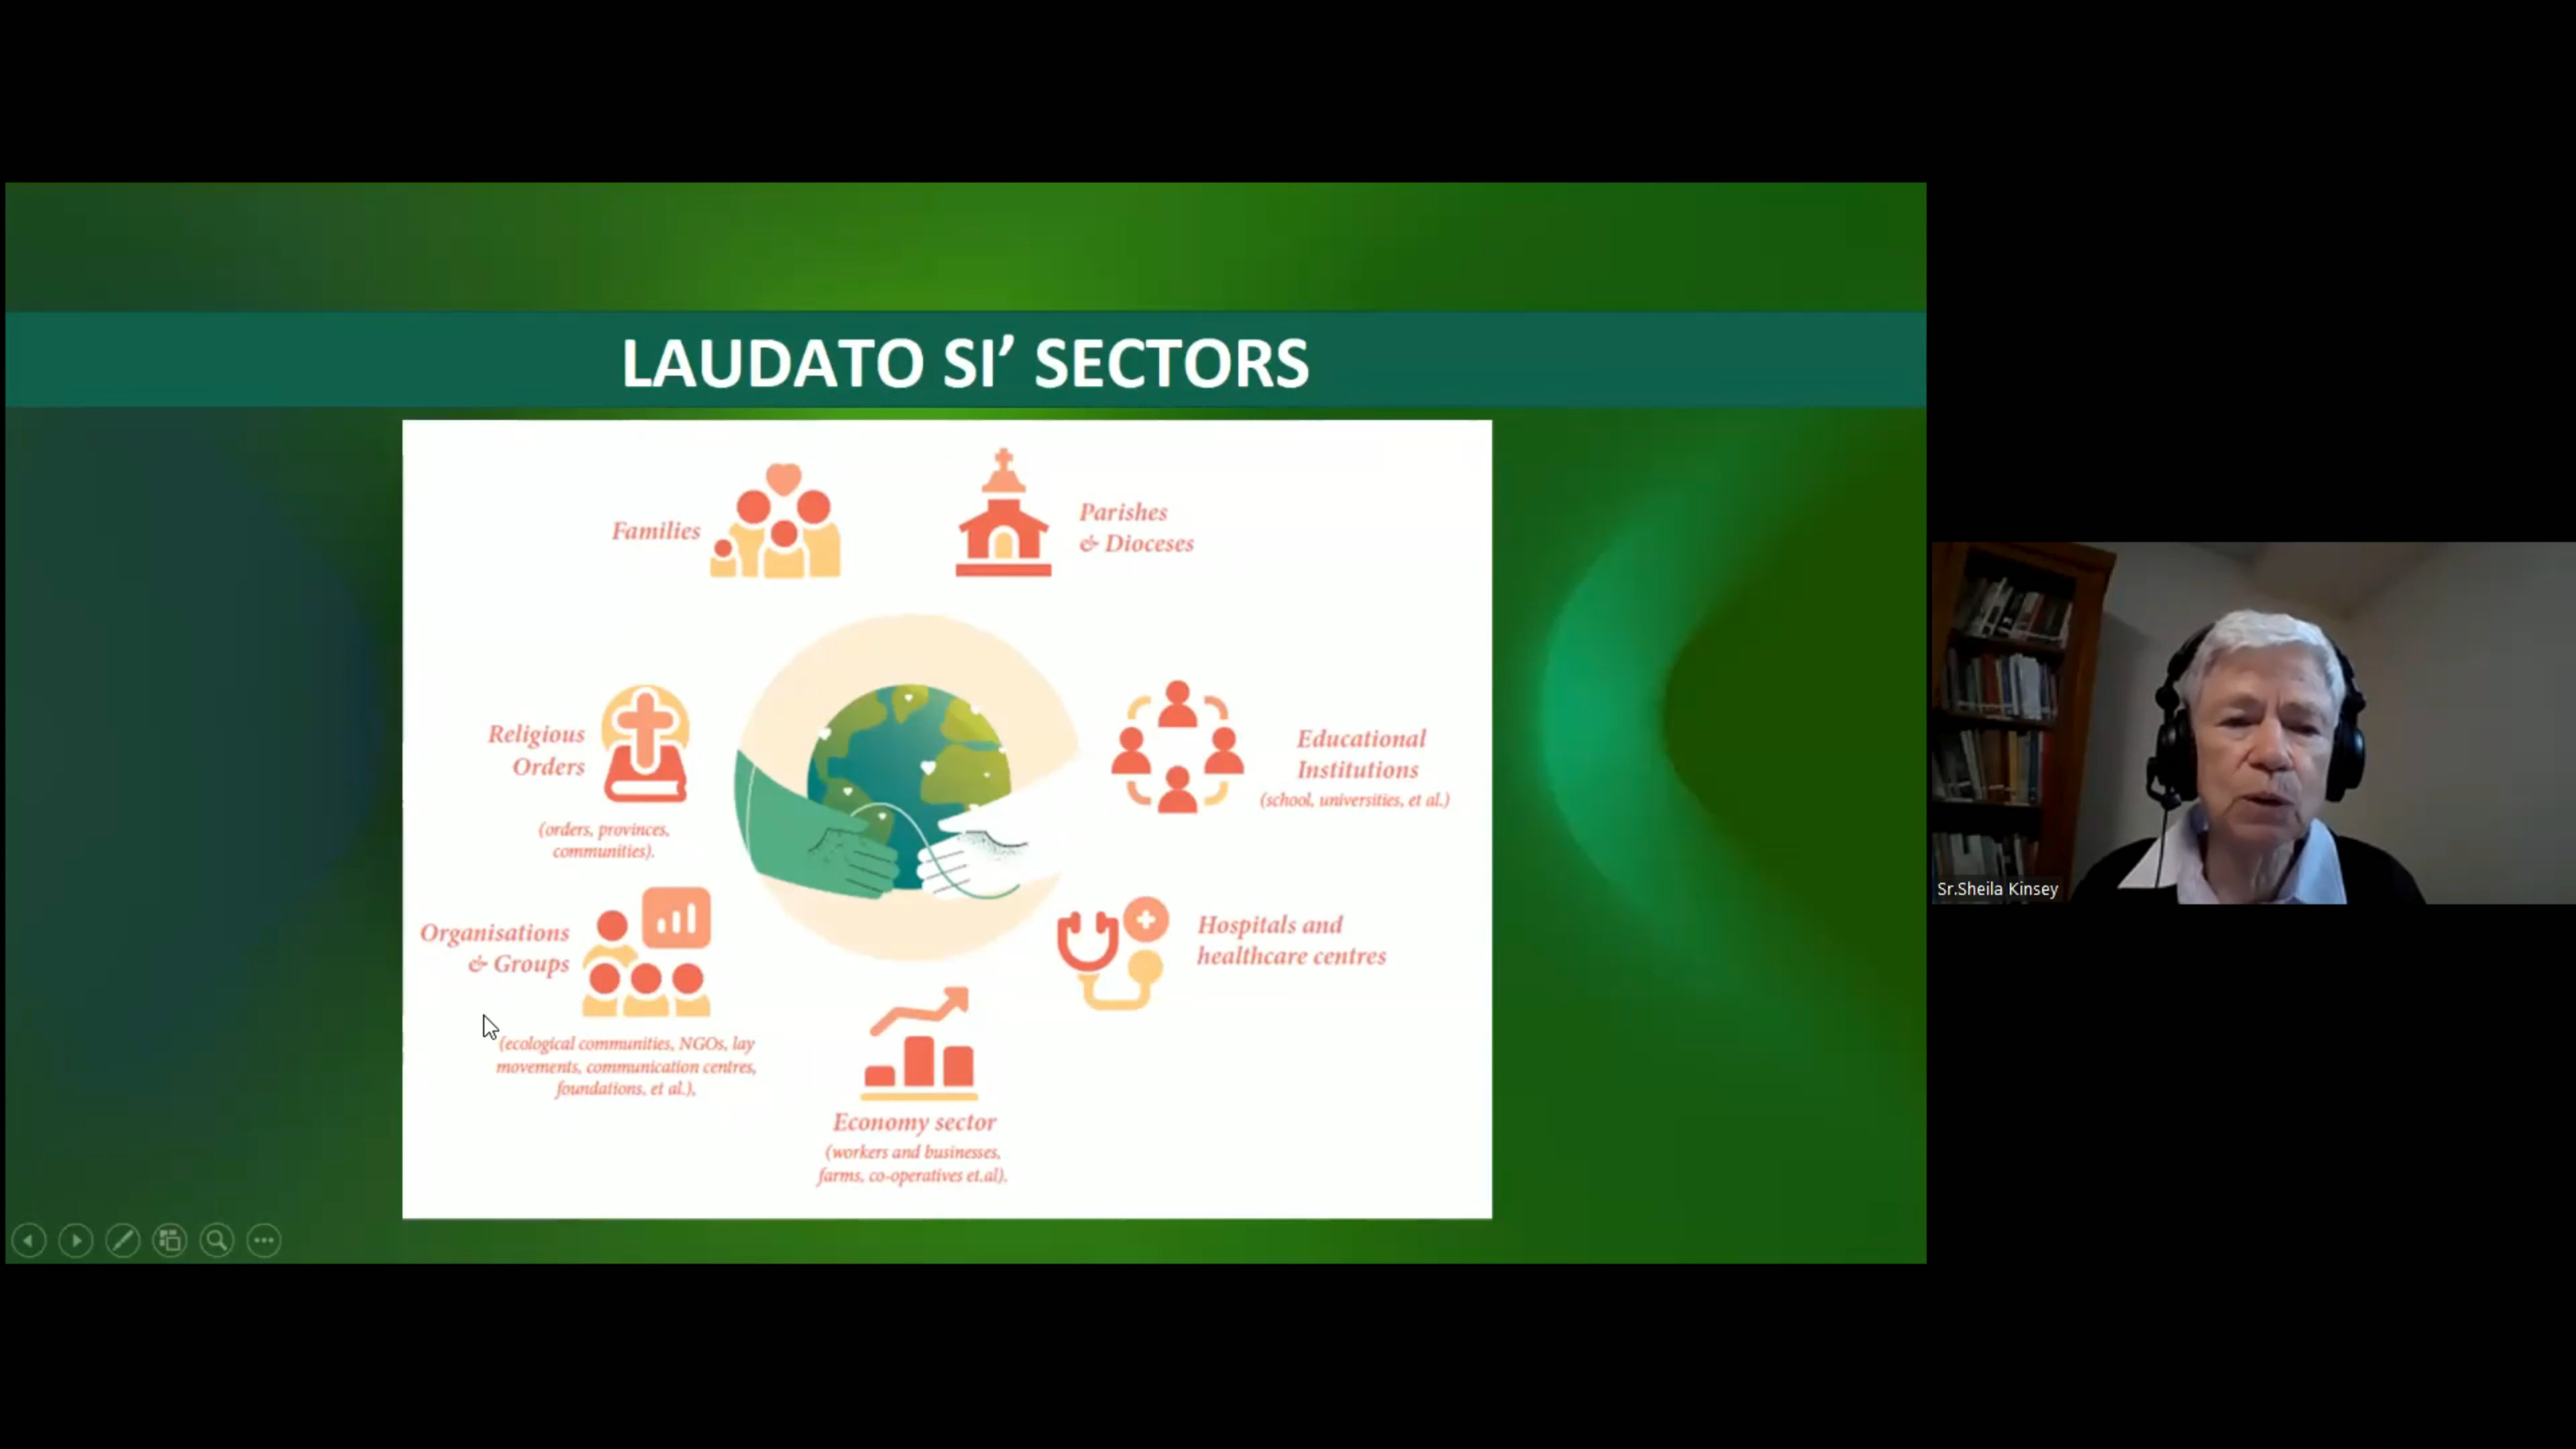 LAUDATO SI’ SECTORS
Families
Parishes
& Dioceses
Religious
Orders
(orders, provinces,
communities).
Educational
Institutions
(school, universities, et al.)
Organisations
& Groups
(ecological communities, NGOs, lay
movements, communication centres,
foundations, et al.),
Hospitals and
healthcare centres
Economy sector
(workers and businesses,
farms, co-operatives et.al).
Sr.Sheila Kinsey